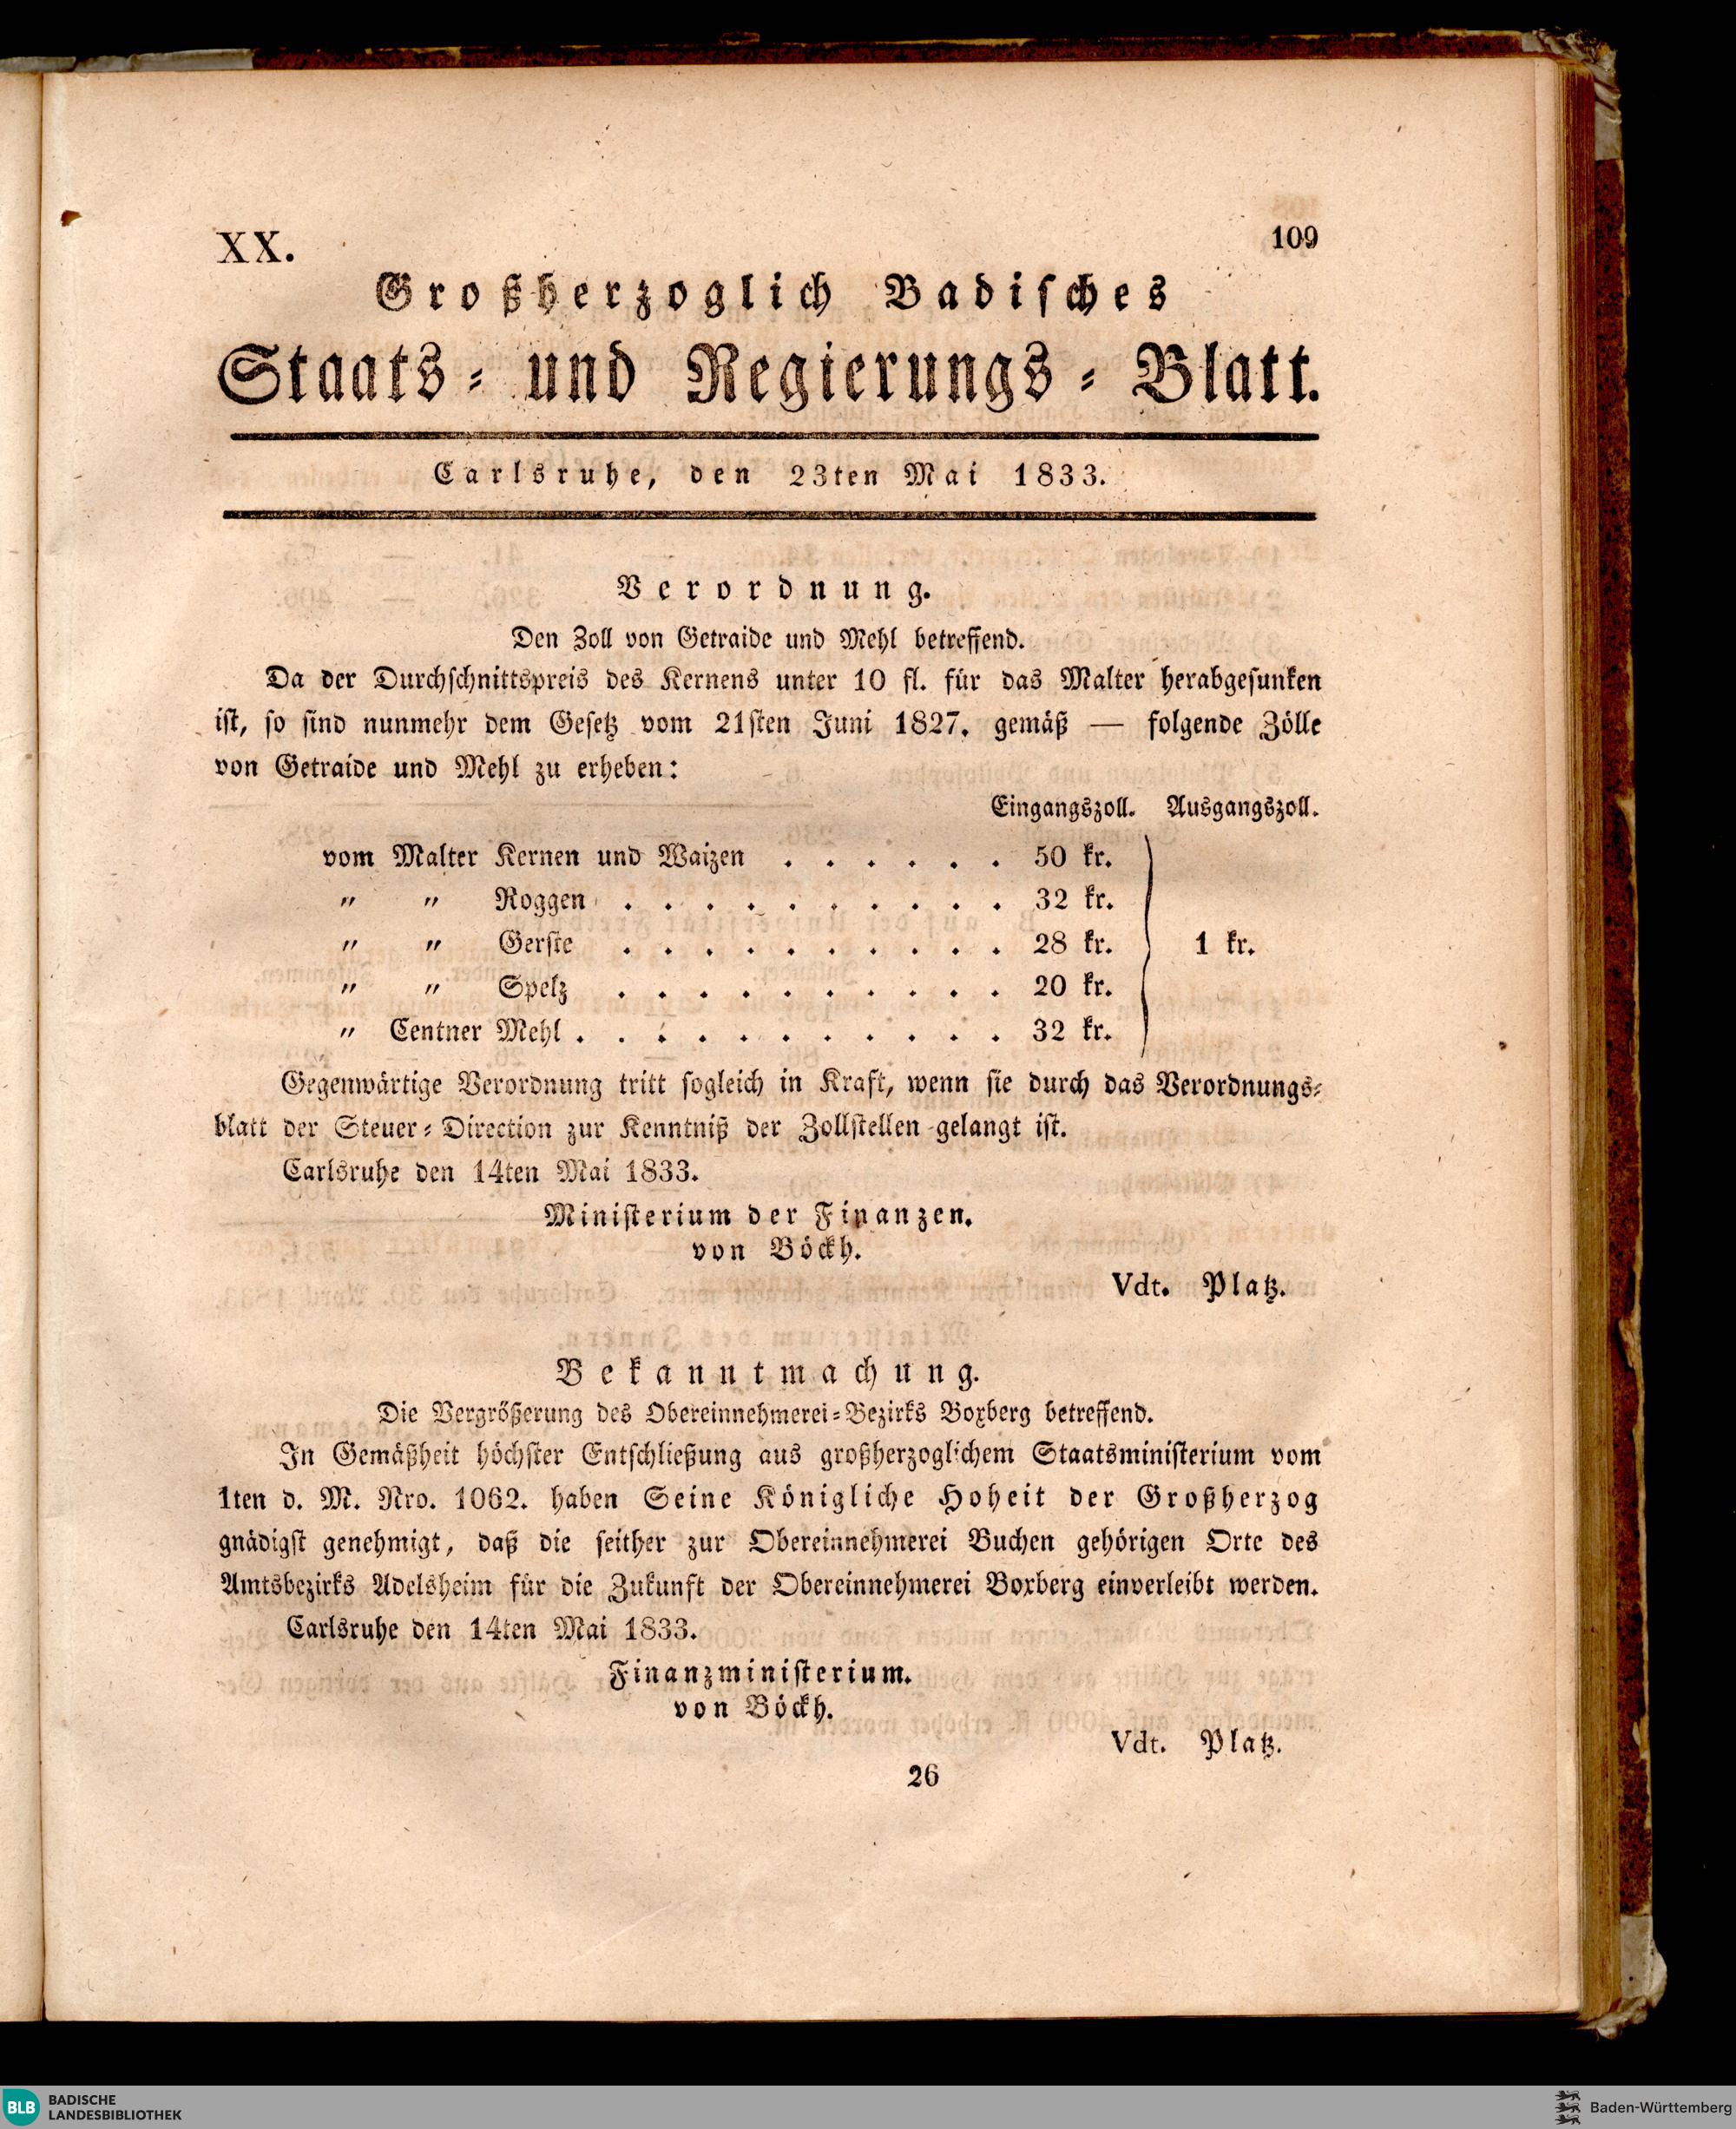 XX.
109
Großherzoglich Badisches
Staats- und Regierungs-Blatt.
Carlsruhe, den 23ten Mai 1833.
Verordnung.
Den Zoll von Getraide und Mehl betreffend.
Da der Durchschnittspreis des Kernens unter 10 fl. für das Malter herabgesunken
ist, so sind nunmehr dem Gesetz vom 21sten Juni 1827. gemäß — folgende Zölle
von Getraide und Mehl zu erheben:
Eingangszoll. Ausgangszoll.
vom Malter Kernen und Waizen . . . . . . 50 kr.
" " Roggen . . . . . . . . . . 32 kr.
" " Gerste . . . . . . . . . . 28 kr. 1 kr.
" " Spelz . . . . . . . . . . 20 kr.
" Centner Mehl . . . . . . . . . . . 32 kr.
Gegenwärtige Verordnung tritt sogleich in Kraft, wenn sie durch das Verordnungs-
blatt der Steuer-Direction zur Kenntniß der Zollstellen gelangt ist.
Carlsruhe den 14ten Mai 1833.
Ministerium der Finanzen.
von Böckh.
Vdt. Platz.
Bekanntmachung.
Die Vergrößerung des Obereinnehmerei-Bezirks Boxberg betreffend.
In Gemäßheit höchster Entschließung aus großherzoglichem Staatsministerium vom
1ten d. M. Nro. 1062. haben Seine Königliche Hoheit der Großherzog
gnädigst genehmigt, daß die seither zur Obereinnehmerei Buchen gehörigen Orte des
Amtsbezirks Adelsheim für die Zukunft der Obereinnehmerei Boxberg einverleibt werden.
Carlsruhe den 14ten Mai 1833.
Finanzministerium.
von Böckh.
Vdt. Platz.
26
BLB BADISCHE
LANDESBIBLIOTHEK
Baden-Württemberg